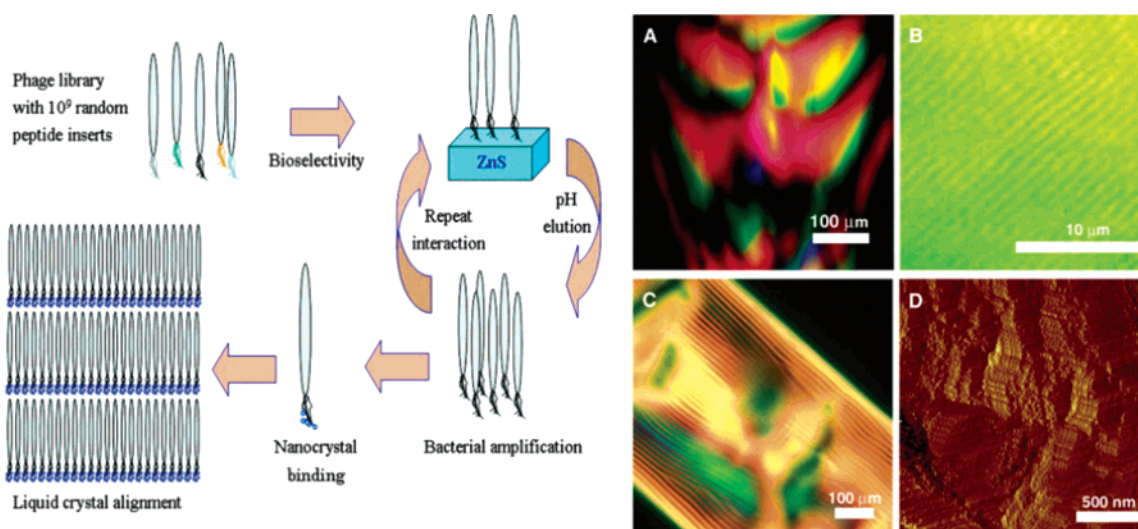 Phage library
with 10⁹ random
peptide inserts
Bioselectivity
ZnS
Repeat
interaction
pH
elution
Bacterial amplification
Nanocrystal
binding
Liquid crystal alignment
A
100 μm
B
10 μm
C
100 μm
D
500 nm